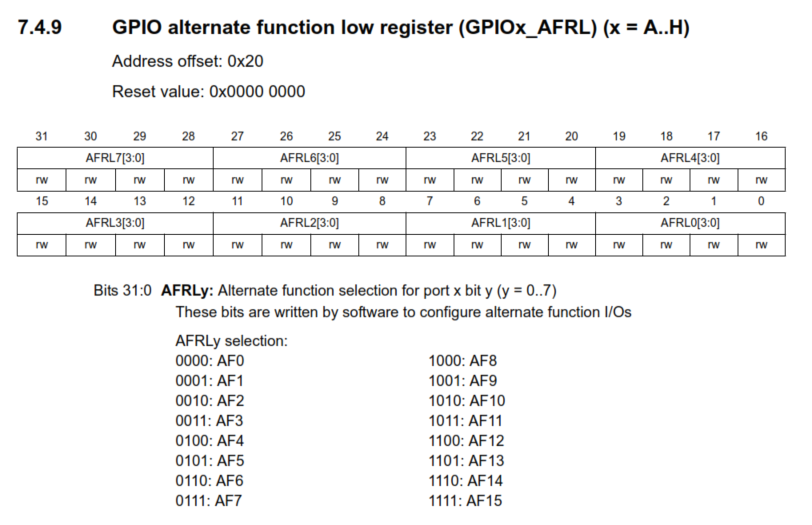 7.4.9 GPIO alternate function low register (GPIOx_AFRL) (x = A..H)
Address offset: 0x20
Reset value: 0x0000 0000
31 30 29 28 27 26 25 24 23 22 21 20 19 18 17 16
AFRL7[3:0] AFRL6[3:0] AFRL5[3:0] AFRL4[3:0]
rw rw rw rw rw rw rw rw rw rw rw rw rw rw rw rw
15 14 13 12 11 10 9 8 7 6 5 4 3 2 1 0
AFRL3[3:0] AFRL2[3:0] AFRL1[3:0] AFRL0[3:0]
rw rw rw rw rw rw rw rw rw rw rw rw rw rw rw rw
Bits 31:0 AFRLy: Alternate function selection for port x bit y (y = 0..7)
These bits are written by software to configure alternate function I/Os
AFRLy selection:
0000: AF0 1000: AF8
0001: AF1 1001: AF9
0010: AF2 1010: AF10
0011: AF3 1011: AF11
0100: AF4 1100: AF12
0101: AF5 1101: AF13
0110: AF6 1110: AF14
0111: AF7 1111: AF15